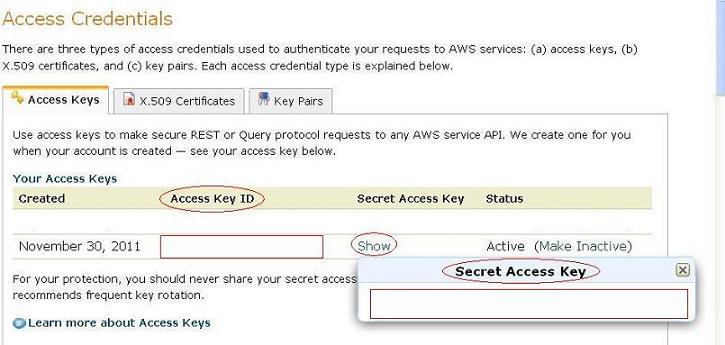 Access Credentials
There are three types of access credentials used to authenticate your requests to AWS services: (a) access keys, (b)
X.509 certificates, and (c) key pairs. Each access credential type is explained below.
Access Keys X.509 Certificates Key Pairs
Use access keys to make secure REST or Query protocol requests to any AWS service API. We create one for you
when your account is created — see your access key below.
Your Access Keys
Created Access Key ID Secret Access Key Status
November 30, 2011 Show Active (Make Inactive)
For your protection, you should never share your secret access
recommends frequent key rotation.
Secret Access Key
Learn more about Access Keys